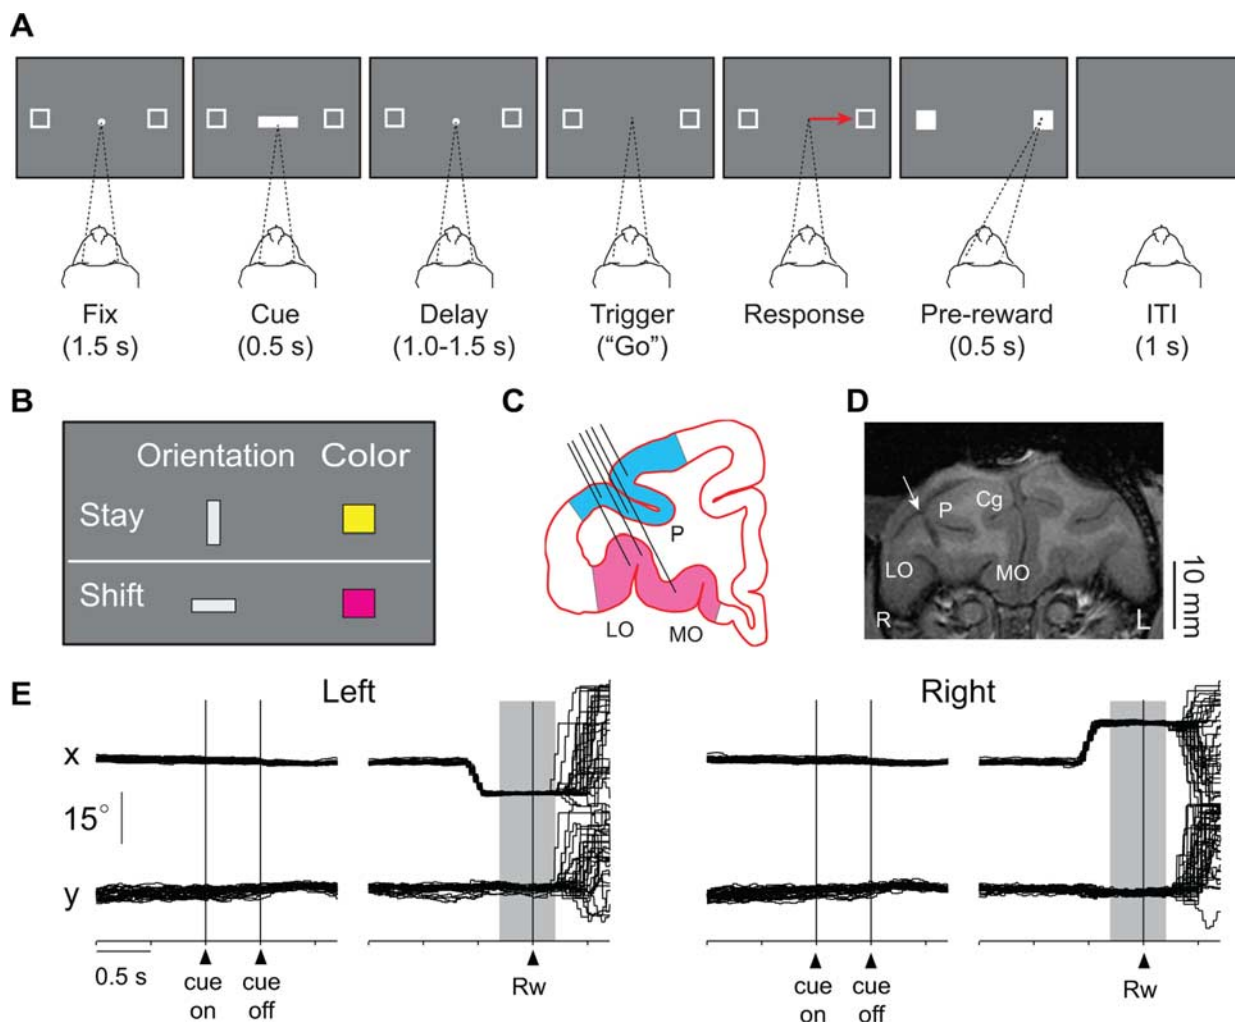 A
Fix
(1.5 s)
Cue
(0.5 s)
Delay
(1.0-1.5 s)
Trigger
(“Go”)
Response
Pre-reward
(0.5 s)
ITI
(1 s)
B
Orientation Color
Stay
Shift
C
P
LO MO
D
P Cg
LO MO
R L
10 mm
E
Left
Right
x
15°
y
0.5 s
cue on
cue off
Rw
cue on
cue off
Rw